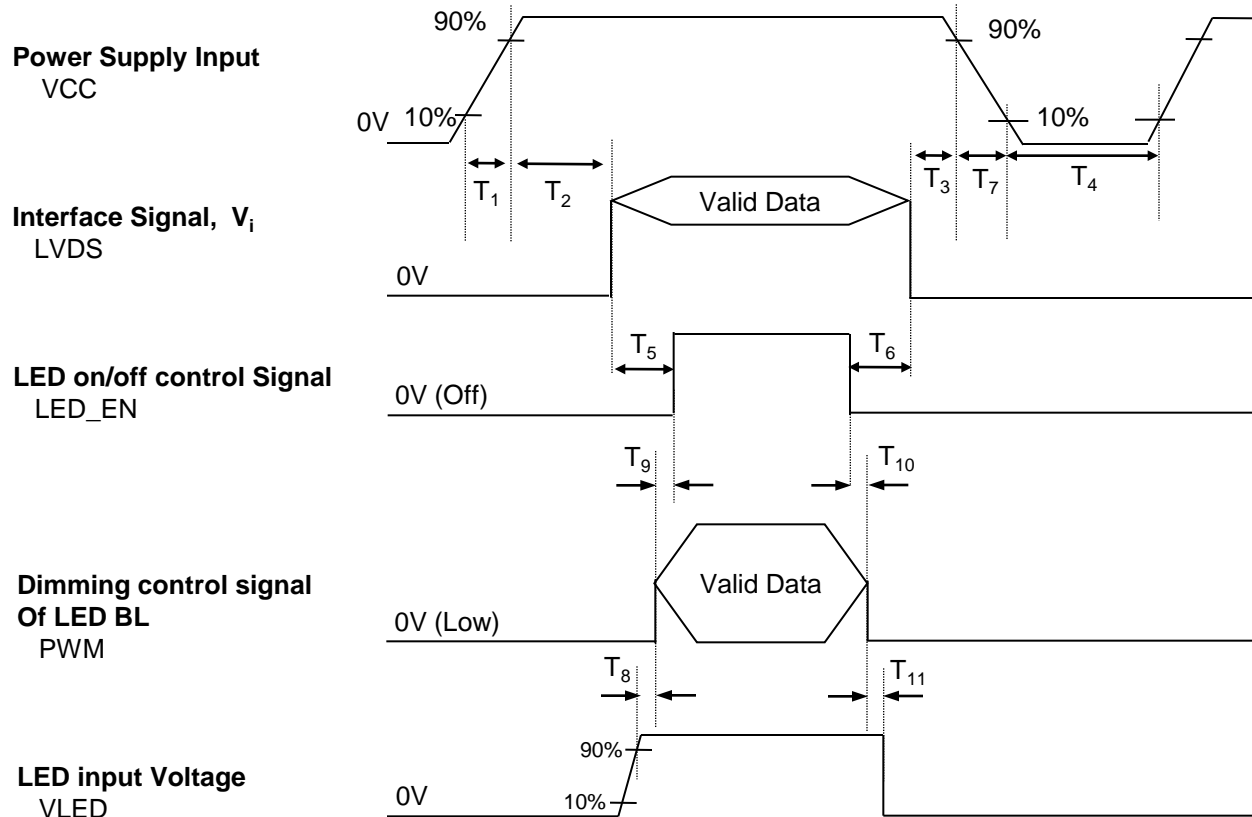 90%
90%
Power Supply Input
VCC
0V
10%
10%
T1
T2
T3
T7
T4
Interface Signal, Vi
LVDS
Valid Data
0V
T5
T6
LED on/off control Signal
LED_EN
0V (Off)
T9
T10
Dimming control signal
Of LED BL
PWM
Valid Data
0V (Low)
T8
T11
90%
LED input Voltage
VLED
0V
10%